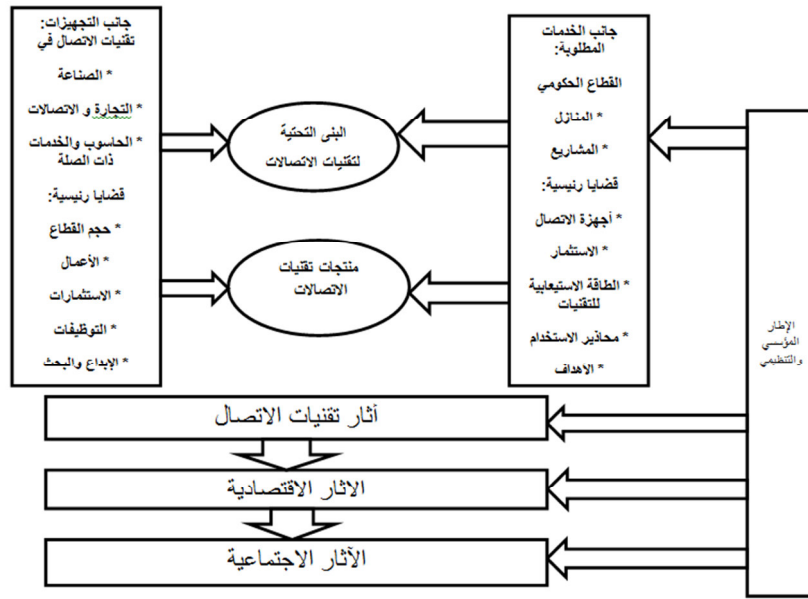 جانب التجهيزات:
تقنيات الاتصال في
* الصناعة
* التجارة و الاتصالات
* الحاسوب والخدمات
ذات الصلة
قضايا رئيسية:
* حجم القطاع
* الأعمال
* الاستثمارات
* التوظيفات
* الإبداع والبحث
البنى التحتية
لتقنيات الاتصالات
منتجات تقنيات
الاتصالات
جانب الخدمات
المطلوبة:
القطاع الحكومي
* المنازل
* المشاريع
قضايا رئيسية:
* أجهزة الاتصال
* الاستثمار
* الطاقة الاستيعابية
للتقنيات
* محاذير الاستخدام
* الاهداف
الإطار
المؤسسي
والتنظيمي
أثار تقنيات الاتصال
الاثار الاقتصادية
الآثار الاجتماعية